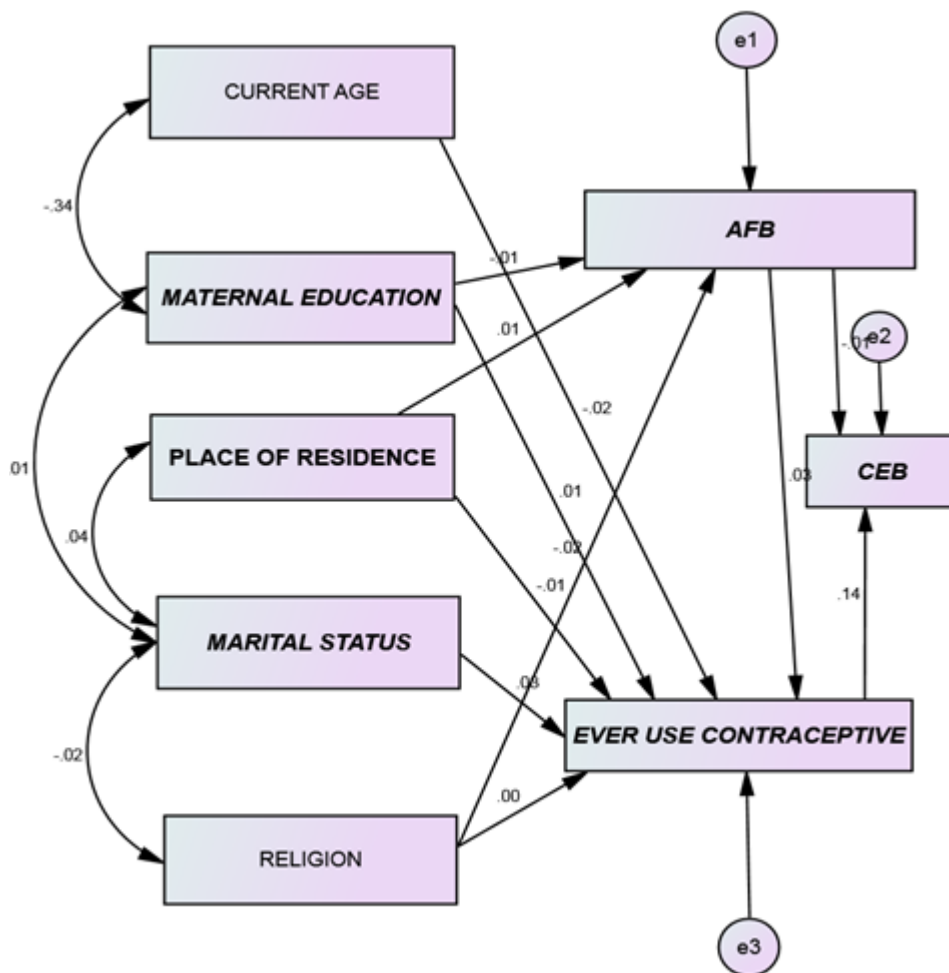 e1
CURRENT AGE
-.34
AFB
-.01
MATERNAL EDUCATION
.01
-.01
e2
-.02
PLACE OF RESIDENCE
.01
.03
CEB
.01
.04
-.02
-.01
.14
MARITAL STATUS
.03
EVER USE CONTRACEPTIVE
-.02
.00
RELIGION
e3